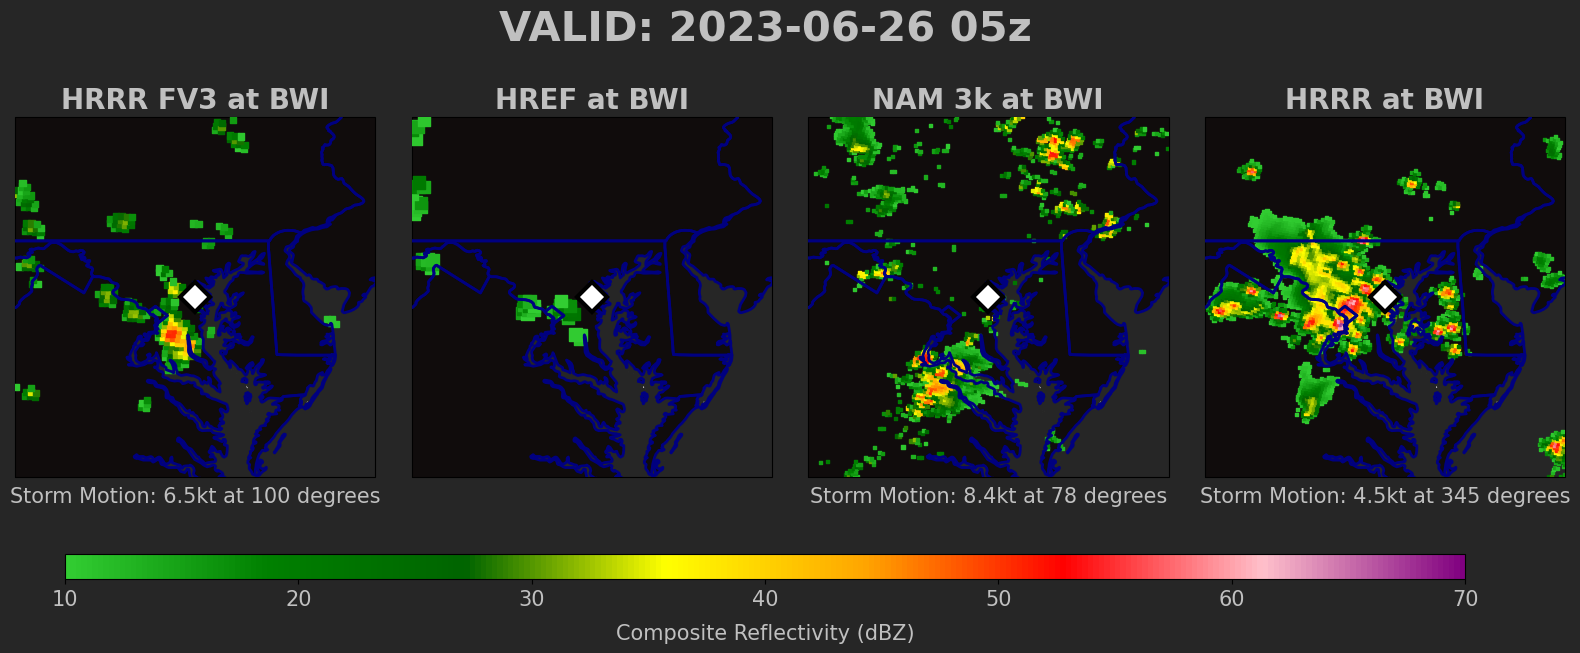 VALID: 2023-06-26 05z
HRRR FV3 at BWI
HREF at BWI
NAM 3k at BWI
HRRR at BWI
Storm Motion: 6.5kt at 100 degrees
Storm Motion: 8.4kt at 78 degrees
Storm Motion: 4.5kt at 345 degrees
10 20 30 40 50 60 70
Composite Reflectivity (dBZ)